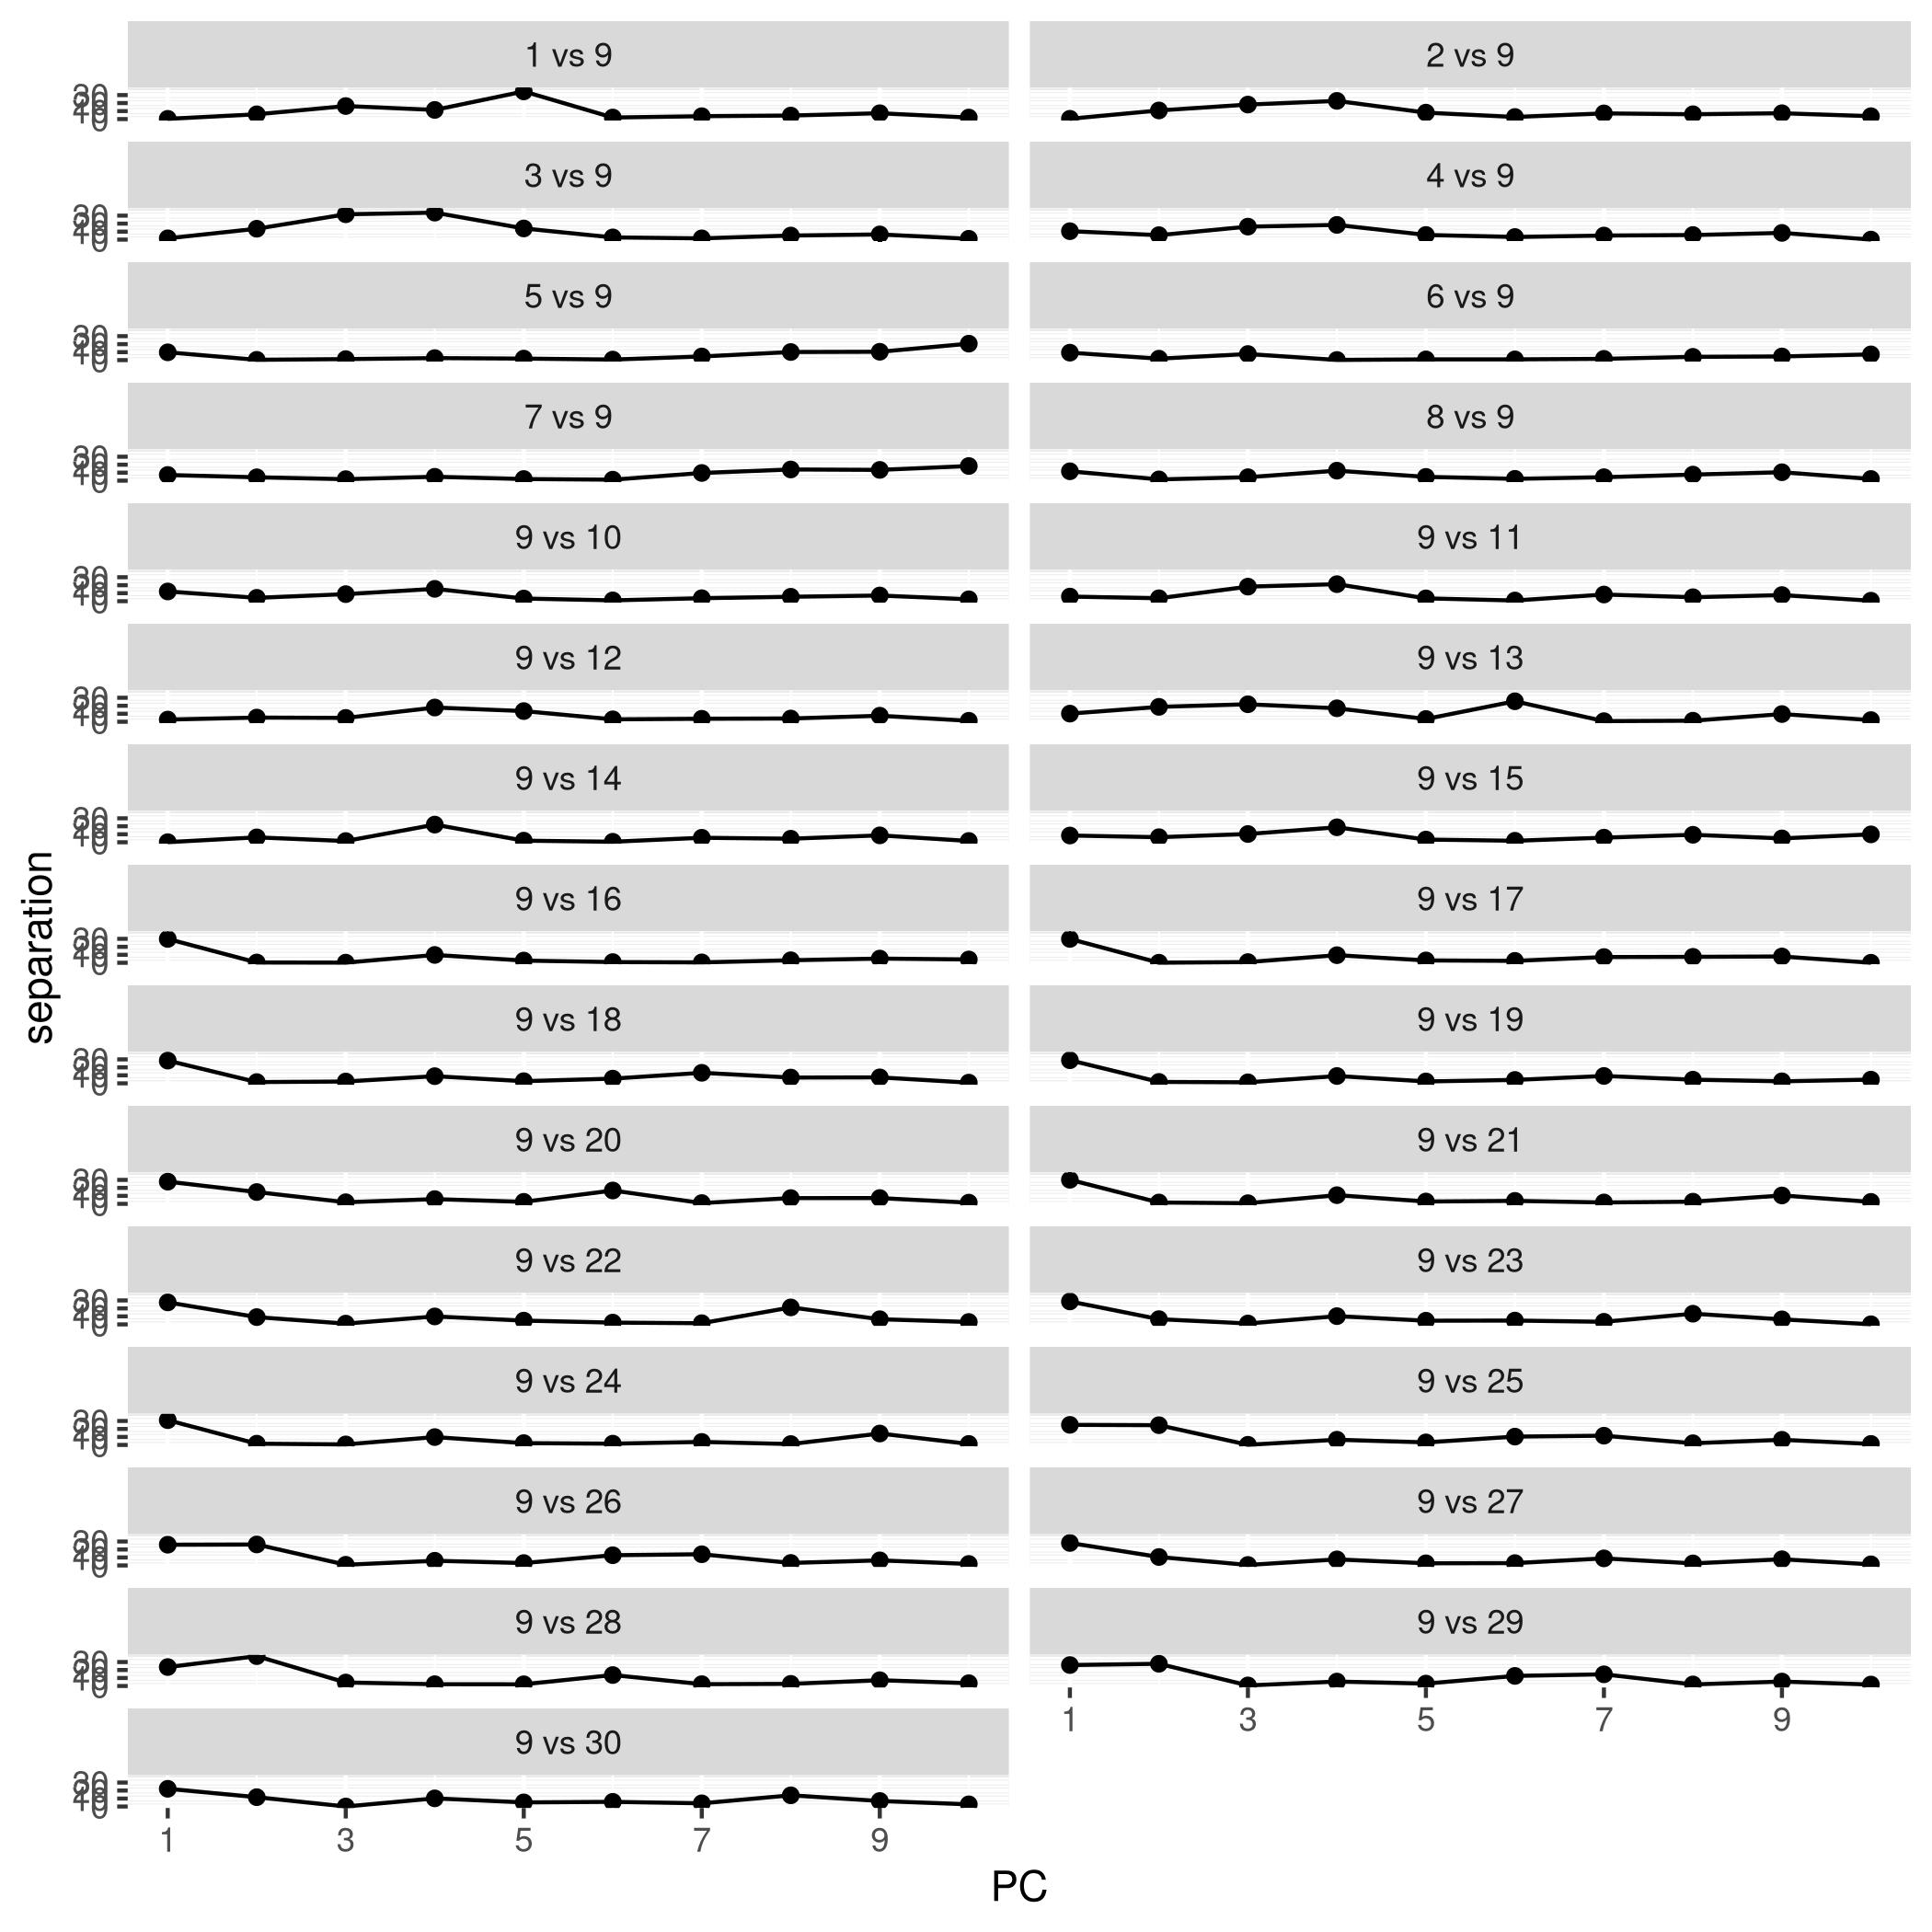 1 vs 9
2 vs 9
3 vs 9
4 vs 9
5 vs 9
6 vs 9
7 vs 9
8 vs 9
9 vs 10
9 vs 11
9 vs 12
9 vs 13
9 vs 14
9 vs 15
9 vs 16
9 vs 17
9 vs 18
9 vs 19
9 vs 20
9 vs 21
9 vs 22
9 vs 23
9 vs 24
9 vs 25
9 vs 26
9 vs 27
9 vs 28
9 vs 29
1 3 5 7 9
9 vs 30
1 3 5 7 9
separation
PC